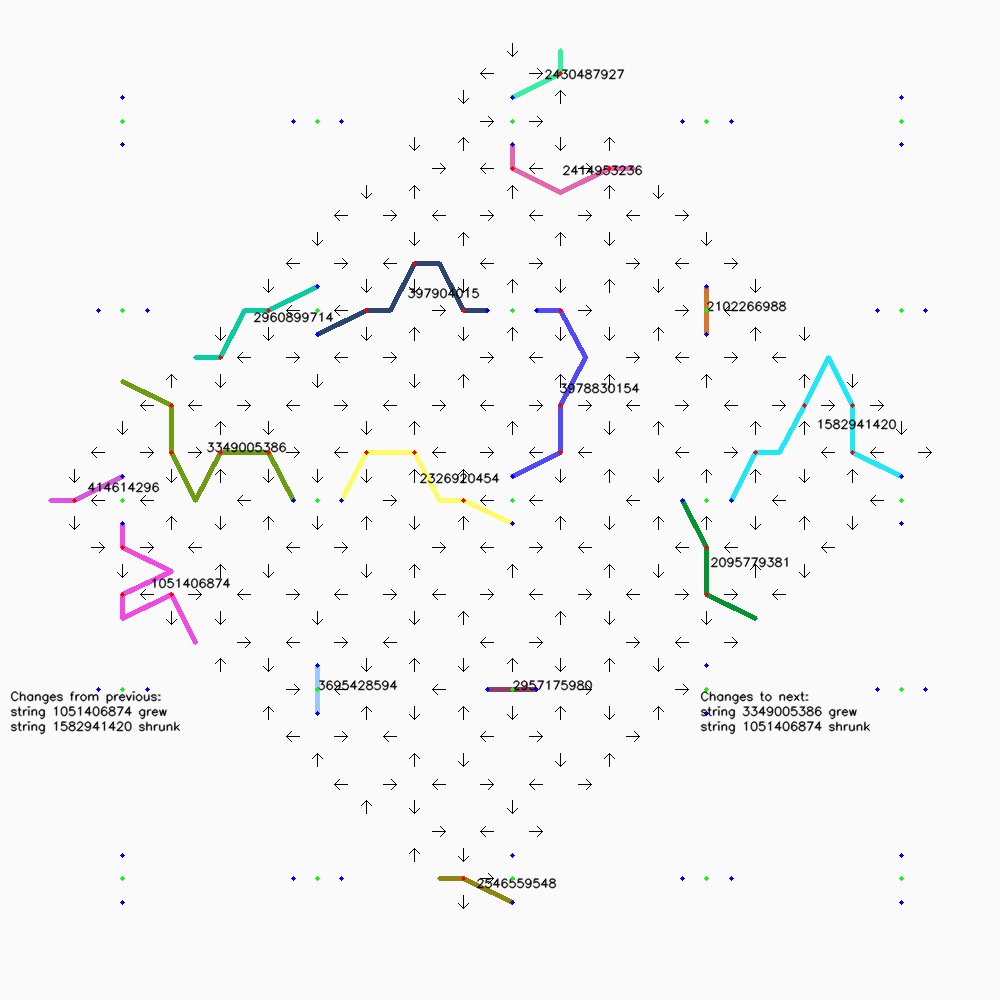 2430487927
2414953236
397904015
2102266988
2960899714
3978830154
1582941420
3349005386
2326920454
414614296
2095779381
1051406874
3695428594
2957175980
Changes from previous:
string 1051406874 grew
string 1582941420 shrunk
Changes to next:
string 3349005386 grew
string 1051406874 shrunk
2546559548